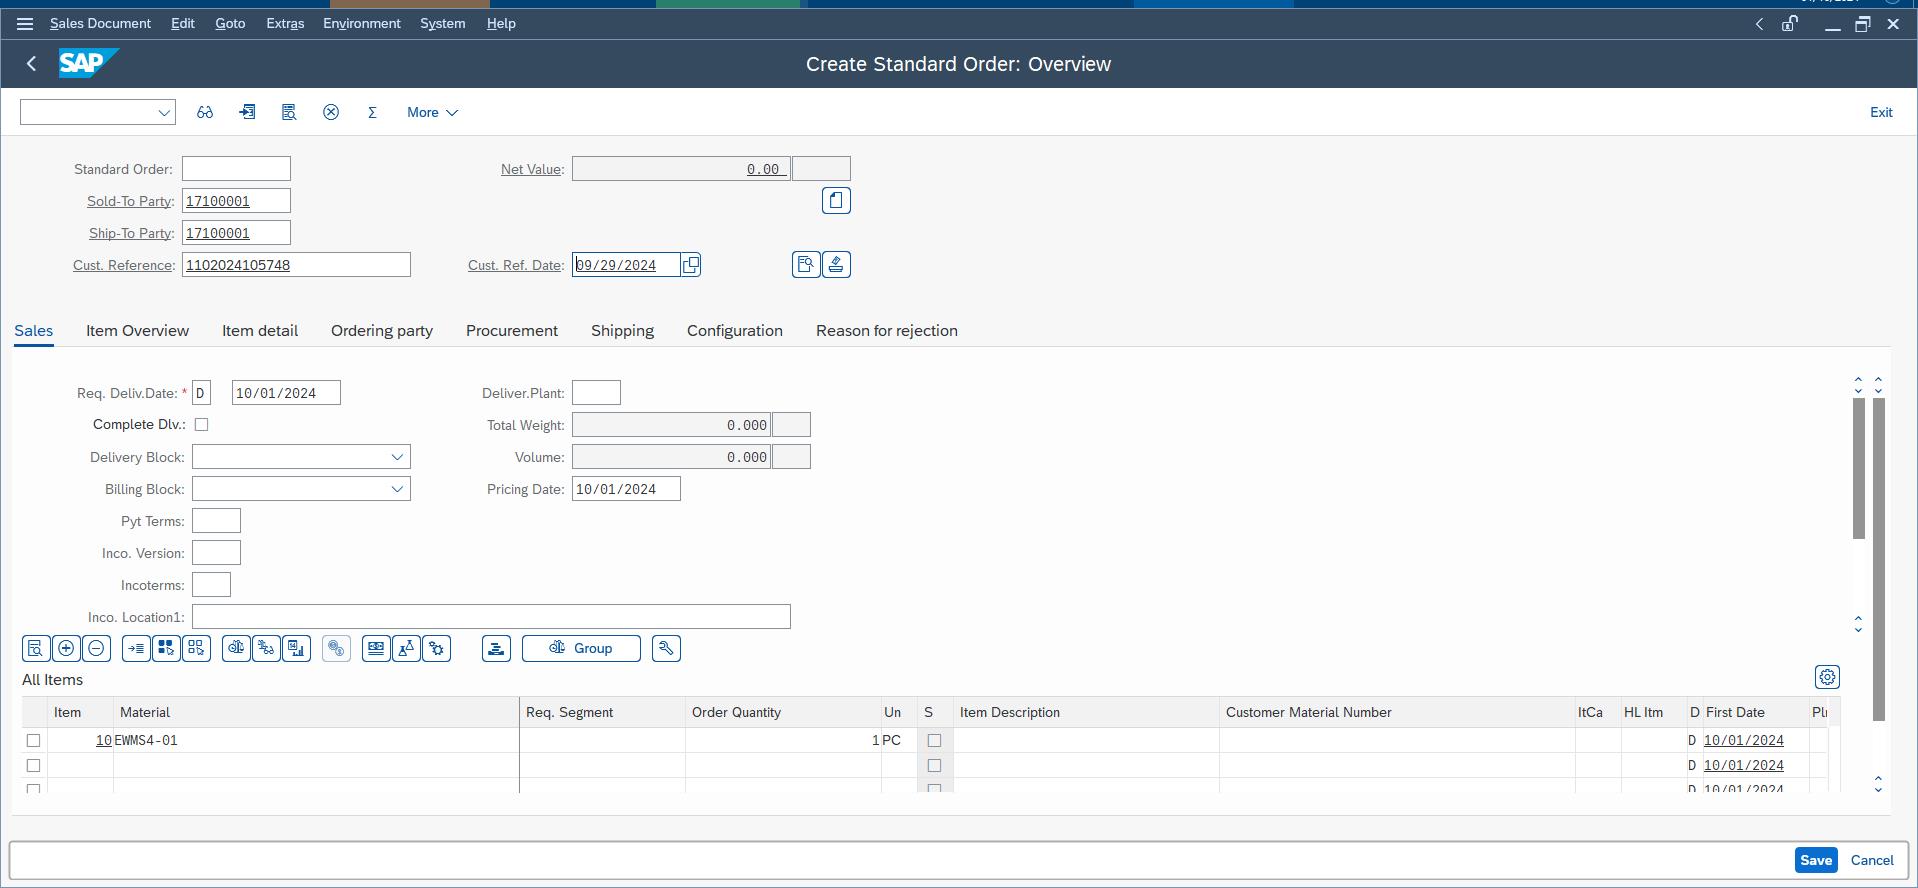 Sales Document Edit Goto Extras Environment System Help
SAP Create Standard Order: Overview
More Exit
Standard Order: Net Value: 0.00
Sold-To Party: 17100001
Ship-To Party: 17100001
Cust. Reference: 1102024105748 Cust. Ref. Date: 09/29/2024
Sales Item Overview Item detail Ordering party Procurement Shipping Configuration Reason for rejection
Req. Deliv.Date: * D 10/01/2024 Deliver.Plant:
Complete Dlv.: Total Weight: 0.000
Delivery Block: Volume: 0.000
Billing Block: Pricing Date: 10/01/2024
Pyt Terms:
Inco. Version:
Incoterms:
Inco. Location1:
Group
All Items
Item Material Req. Segment Order Quantity Un S Item Description Customer Material Number ItCa HL Itm D First Date
10 EWMS4-01 1 PC D 10/01/2024
D 10/01/2024
D 10/01/2024
Save Cancel